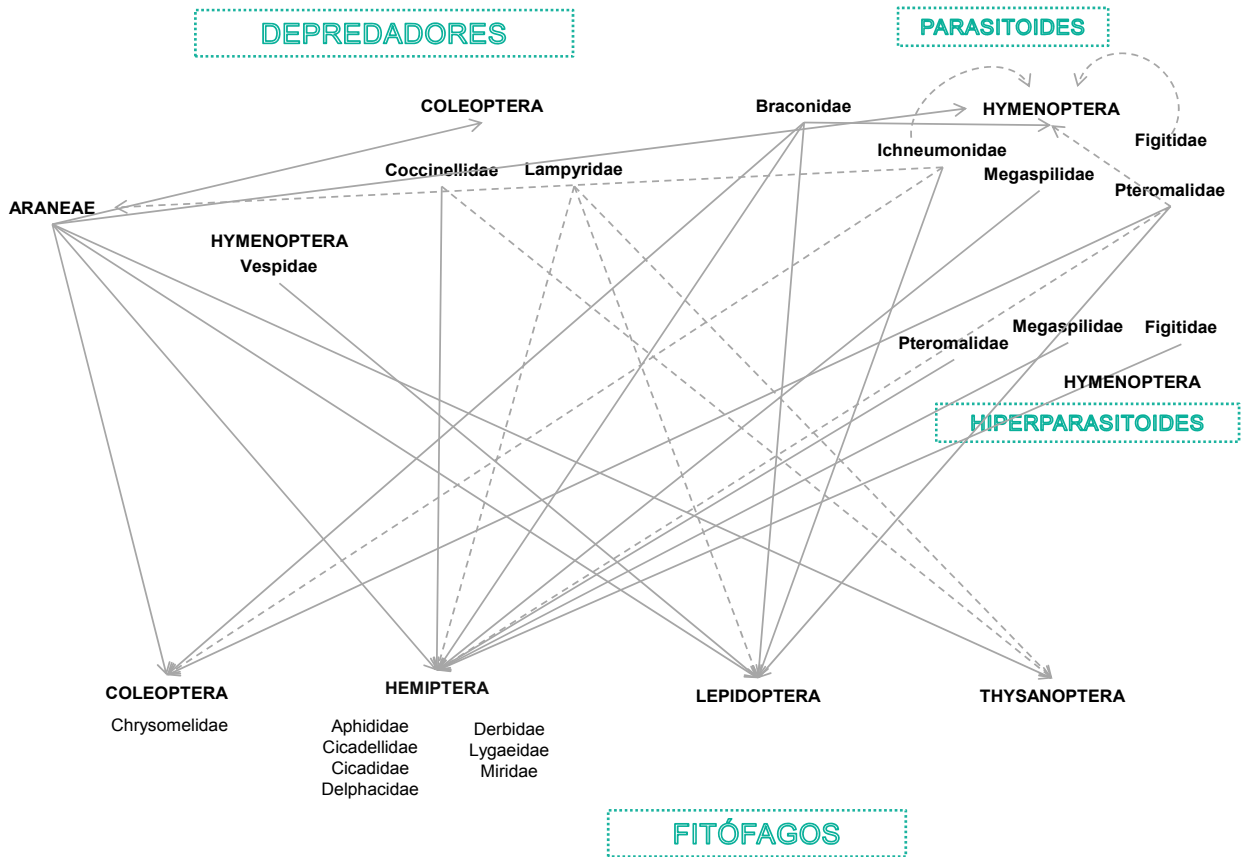 DEPREDADORES
PARASITOIDES
COLEOPTERA
Braconidae
HYMENOPTERA
Figitidae
Ichneumonidae
Coccinellidae
Lampyridae
Megaspilidae
Pteromalidae
ARANEAE
HYMENOPTERA
Vespidae
Megaspilidae
Figitidae
Pteromalidae
HYMENOPTERA
HIPERPARASITOIDES
COLEOPTERA
HEMIPTERA
LEPIDOPTERA
THYSANOPTERA
Chrysomelidae
Aphididae
Cicadellidae
Cicadidae
Delphacidae
Derbidae
Lygaeidae
Miridae
FITÓFAGOS